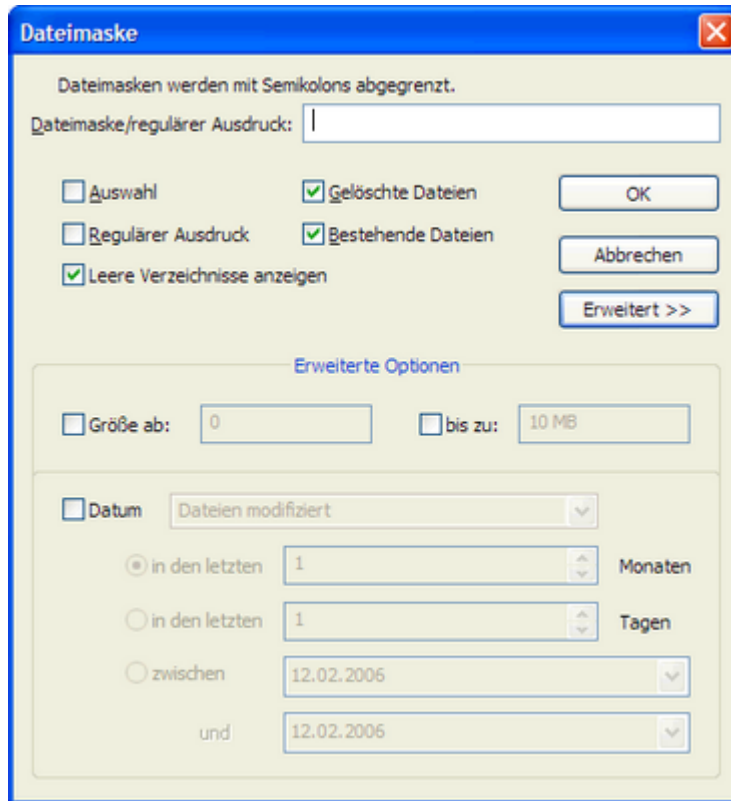 Dateimaske
Dateimasken werden mit Semikolons abgegrenzt.
Dateimaske/regulärer Ausdruck:
Auswahl Gelöschte Dateien OK
Regulärer Ausdruck Bestehende Dateien
Abbrechen
Leere Verzeichnisse anzeigen
Erweitert >>
Erweiterte Optionen
Größe ab: 0 bis zu: 10 MB
Datum Dateien modifiziert
in den letzten 1 Monaten
in den letzten 1 Tagen
zwischen 12.02.2006
und 12.02.2006